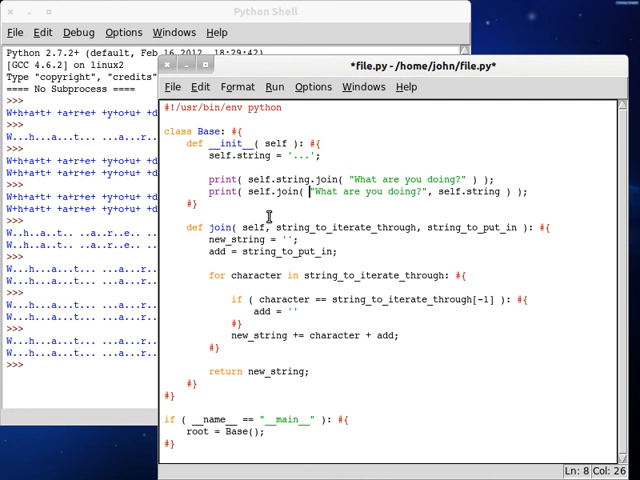 Python Shell
File Edit Debug Options Windows Help
Python 2.7.2+ (default, Feb 16 2012, 18:29:42)
[GCC 4.6.2] on linux2
Type "copyright", "credits"
==== No Subprocess ====
>>>
W+h+a+t+ +a+r+e+ +y+o+u+ +d
>>>
W...h...a...t... ...a...r..
>>>
W+h+a+t+ +a+r+e+ +y+o+u+ +d
W+h+a+t+ +a+r+e+ +y+o+u+ +d
>>>
W+h+a+t+ +a+r+e+ +y+o+u+ +d
W+h+a+t+ +a+r+e+ +y+o+u+ +d
>>>
W..h..a..t.. ..a..r..e.. ..
W..h..a..t.. ..a..r..e.. ..
>>>
W...h...a...t... ...a...r..
W...h...a...t... ...a...r..
>>>
W...h...a...t... ...a...r..
W...h...a...t... ...a...r..
>>>
W...h...a...t... ...a...r..
W...h...a...t... ...a...r..
>>>
*file.py - /home/john/file.py*
File Edit Format Run Options Windows Help
#!/usr/bin/env python
class Base: #{
def __init__( self ): #{
self.string = '...';
print( self.string.join( "What are you doing?" ) );
print( self.join( "What are you doing?", self.string ) );
#}
def join( self, string_to_iterate_through, string_to_put_in ): #{
new_string = '';
add = string_to_put_in;
for character in string_to_iterate_through: #{
if ( character == string_to_iterate_through[-1] ): #{
add = ''
#}
new_string += character + add;
#}
return new_string;
#}
#}
if ( __name__ == "__main__" ): #{
root = Base();
#}
Ln: 8 Col: 26